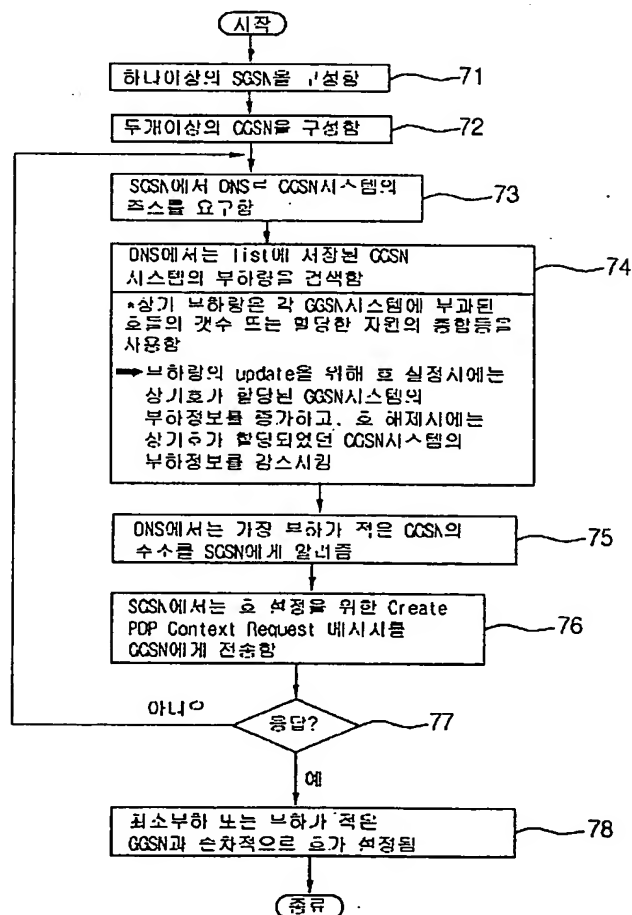 시작
하나이상의 SGSN을 구성함
71
두개이상의 GGSN을 구성함
72
SGSN에서 DNS로 GGSN시스템의
주소를 요구함
73
DNS에서는 list에 저장된 GGSN
시스템의 부하량을 검색함
74
*상기 부하량은 각 GGSN시스템에 부과된
호들의 갯수 또는 할당한 자원의 총합등을
사용함
➡부하량의 update을 위해 호 설정시에는
상기호가 할당된 GGSN시스템의
부하정보를 증가하고, 호 해제시에는
상기호가 할당되었던 GGSN시스템의
부하정보를 감소시킴
DNS에서는 가장 부하가 적은 GGSN의
주소를 SGSN에게 알려줌
75
SGSN에서는 호 설정을 위한 Create
PDP Context Request 메시지를
GGSN에게 전송함
76
아니오
응답?
77
예
최소부하 또는 부하가 적은
GGSN과 순차적으로 호가 설정됨
78
종료